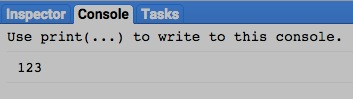 Inspector Console Tasks
Use print(...) to write to this console.
123